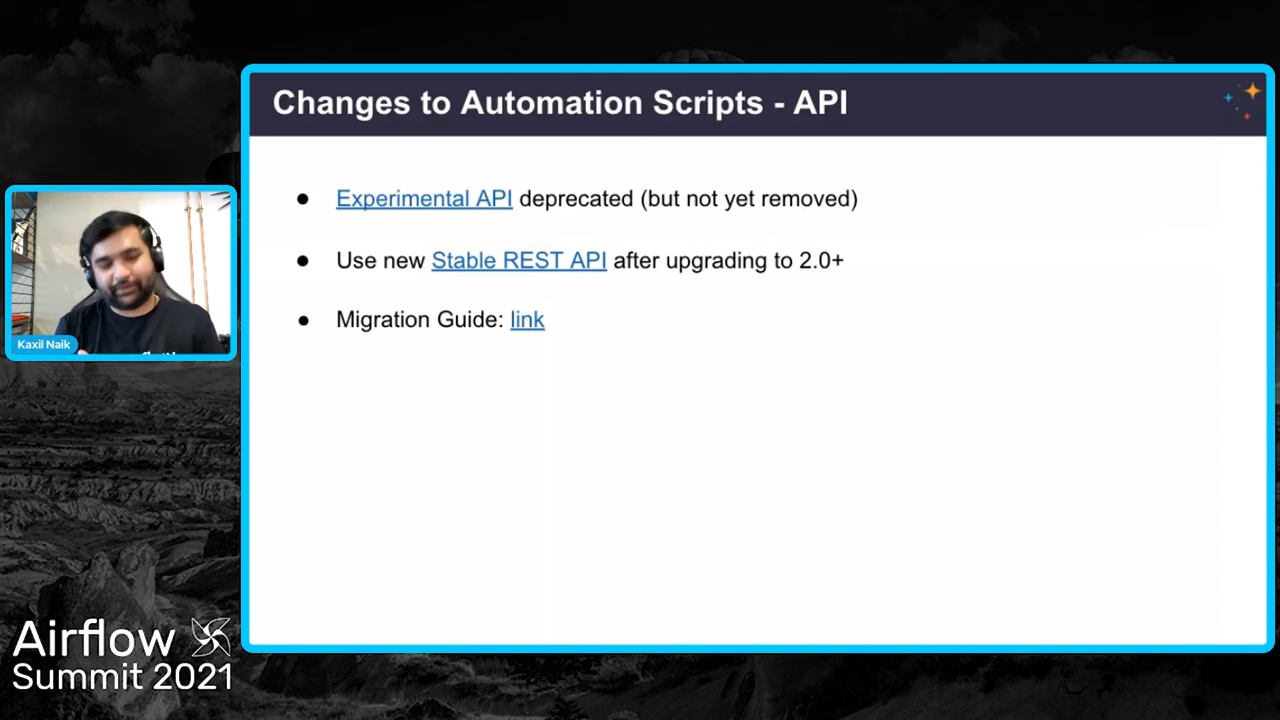 Changes to Automation Scripts - API
● Experimental API deprecated (but not yet removed)
● Use new Stable REST API after upgrading to 2.0+
● Migration Guide: link
Kaxil Naik
Airflow
Summit 2021